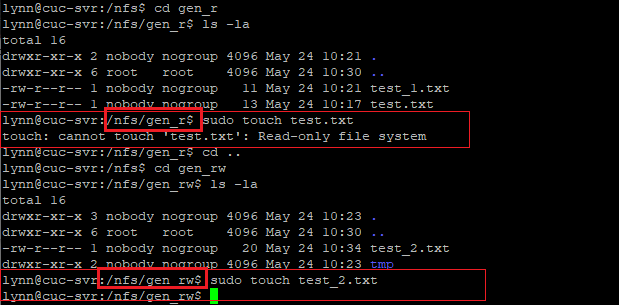 lynn@cuc-svr:/nfs$ cd gen_r
lynn@cuc-svr:/nfs/gen_r$ ls -la
total 16
drwxr-xr-x 2 nobody nogroup 4096 May 24 10:21 .
drwxr-xr-x 6 root   root    4096 May 24 10:30 ..
-rw-r--r-- 1 nobody nogroup   11 May 24 10:21 test_1.txt
-rw-r--r-- 1 nobody nogroup   13 May 24 10:17 test.txt
lynn@cuc-svr:/nfs/gen_r$ sudo touch test.txt
touch: cannot touch 'test.txt': Read-only file system
lynn@cuc-svr:/nfs/gen_r$ cd ..
lynn@cuc-svr:/nfs$ cd gen_rw
lynn@cuc-svr:/nfs/gen_rw$ ls -la
total 16
drwxr-xr-x 3 nobody nogroup 4096 May 24 10:23 .
drwxr-xr-x 6 root   root    4096 May 24 10:30 ..
-rw-r--r-- 1 nobody nogroup   20 May 24 10:34 test_2.txt
drwxr-xr-x 2 nobody nogroup 4096 May 24 10:23 tmp
lynn@cuc-svr:/nfs/gen_rw$ sudo touch test_2.txt
lynn@cuc-svr:/nfs/gen_rw$